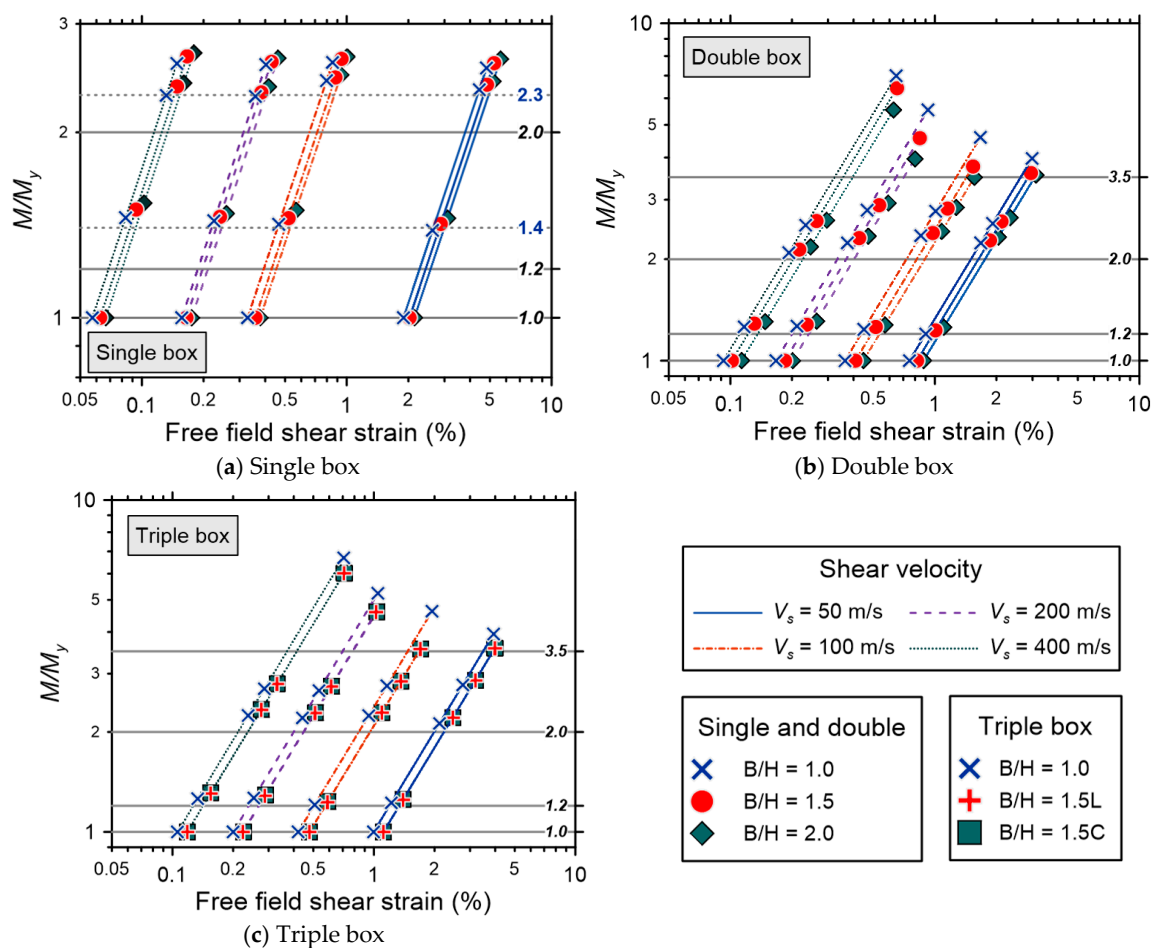 3
2
1
M/My
2.3
2.0
1.4
1.2
1.0
Single box
0.05
0.1
0.2
0.5
1
2
5
10
Free field shear strain (%)
(a) Single box
10
5
2
1
M/My
Double box
3.5
2.0
1.2
1.0
0.05
0.1
0.2
0.5
1
2
5
10
Free field shear strain (%)
(b) Double box
10
5
2
1
M/My
Triple box
3.5
2.0
1.2
1.0
0.05
0.1
0.2
0.5
1
2
5
10
Free field shear strain (%)
(c) Triple box
Shear velocity
Vs = 50 m/s
Vs = 200 m/s
Vs = 100 m/s
Vs = 400 m/s
Single and double
B/H = 1.0
B/H = 1.5
B/H = 2.0
Triple box
B/H = 1.0
B/H = 1.5L
B/H = 1.5C